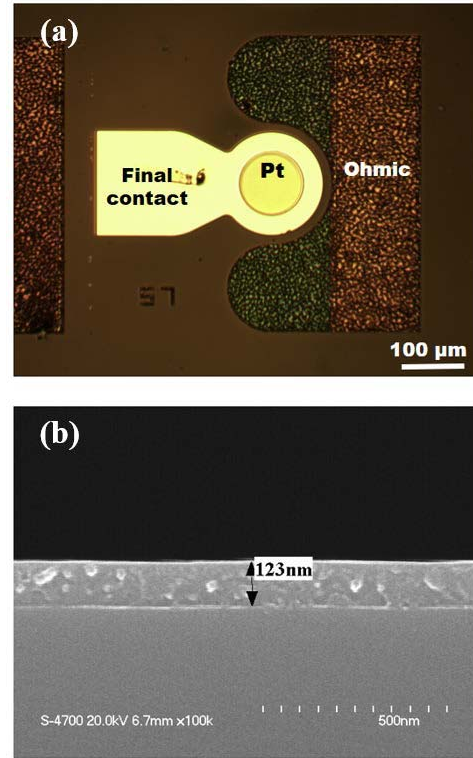 (a)
Final
contact
Pt
Ohmic
100 µm
(b)
123nm
S-4700 20.0kV 6.7mm x100k
500nm